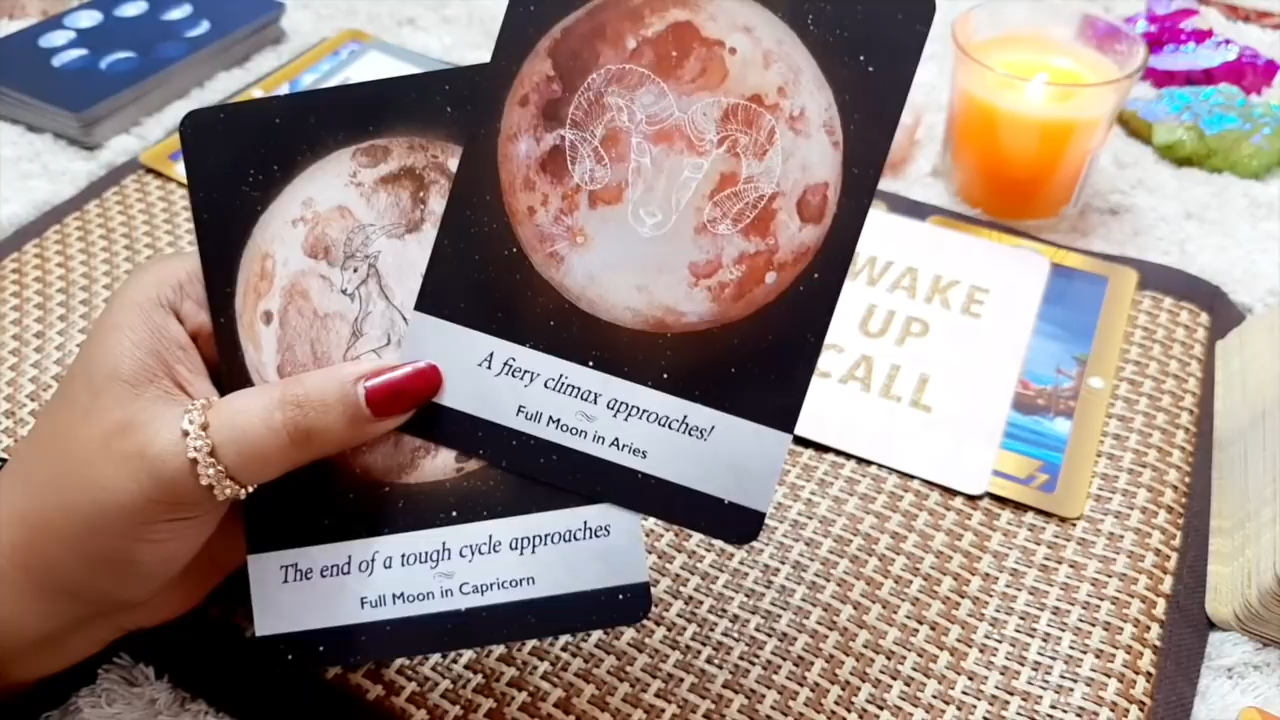 A fiery climax approaches!
Full Moon in Aries
WAKE
UP
CALL
The end of a tough cycle approaches
Full Moon in Capricorn